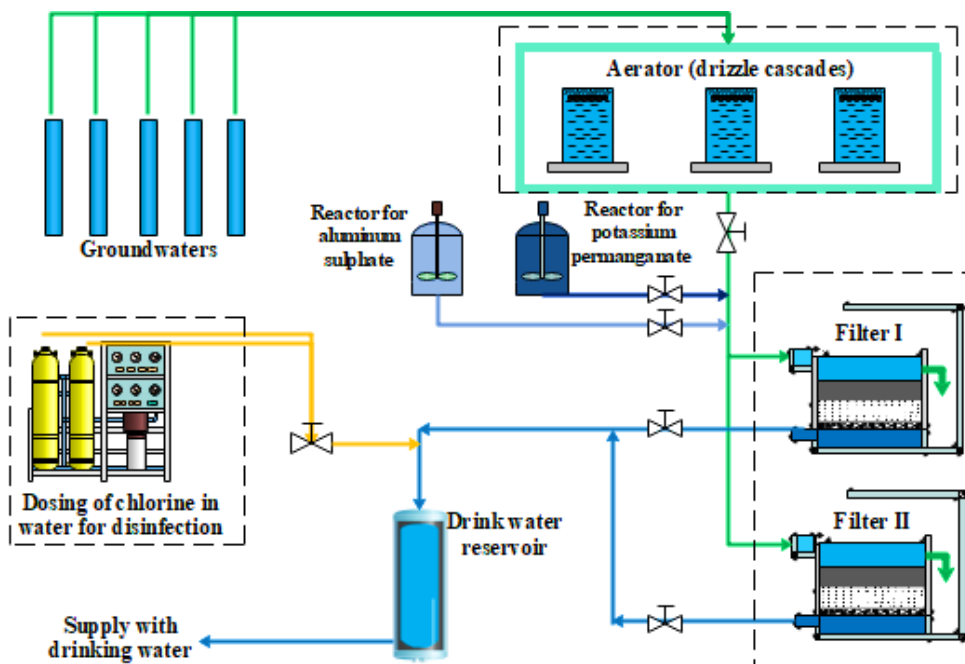 Aerator (drizzle cascades)
Groundwaters
Reactor for
aluminum
sulphate
Reactor for
potassium
permanganate
Filter I
Dosing of chlorine in
water for disinfection
Drink water
reservoir
Filter II
Supply with
drinking water